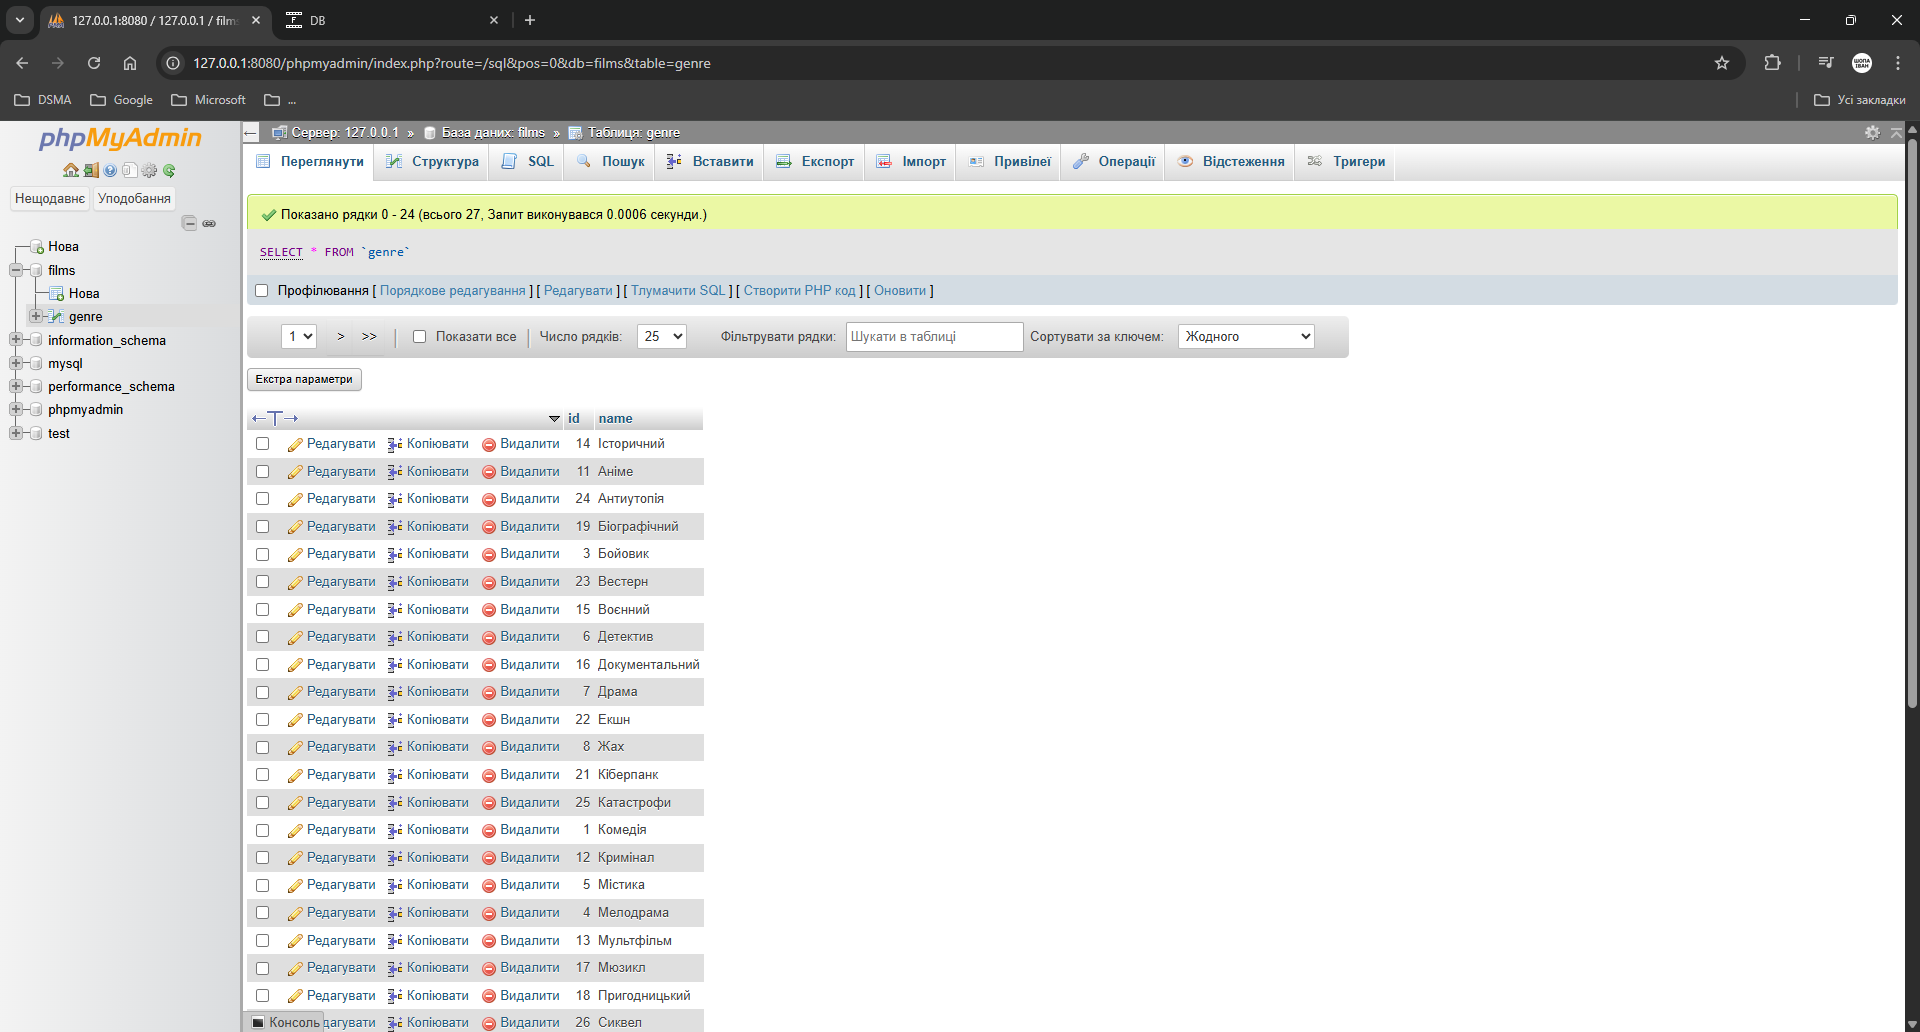 127.0.0.1:8080 / 127.0.0.1 / film
DB
127.0.0.1:8080/phpmyadmin/index.php?route=/sql&pos=0&db=films&table=genre
DSMA Google Microsoft ... Усі закладки
phpMyAdmin
Нещодавнє Уподобання
Нова
films
Нова
genre
information_schema
mysql
performance_schema
phpmyadmin
test
Сервер: 127.0.0.1 » База даних: films » Таблиця: genre
Переглянути Структура SQL Пошук Вставити Експорт Імпорт Привілеї Операції Відстеження Тригери
Показано рядки 0 - 24 (всього 27, Запит виконувався 0.0006 секунди.)
SELECT * FROM `genre`
Профілювання [ Порядкове редагування ] [ Редагувати ] [ Тлумачити SQL ] [ Створити PHP код ] [ Оновити ]
1 > >> Показати все Число рядків: 25 Фільтрувати рядки: Шукати в таблиці Сортувати за ключем: Жодного
Екстра параметри
←T→ id name
Редагувати Копіювати Видалити 14 Історичний
Редагувати Копіювати Видалити 11 Аніме
Редагувати Копіювати Видалити 24 Антиутопія
Редагувати Копіювати Видалити 19 Біографічний
Редагувати Копіювати Видалити 3 Бойовик
Редагувати Копіювати Видалити 23 Вестерн
Редагувати Копіювати Видалити 15 Воєнний
Редагувати Копіювати Видалити 6 Детектив
Редагувати Копіювати Видалити 16 Документальний
Редагувати Копіювати Видалити 7 Драма
Редагувати Копіювати Видалити 22 Екшн
Редагувати Копіювати Видалити 8 Жах
Редагувати Копіювати Видалити 21 Кіберпанк
Редагувати Копіювати Видалити 25 Катастрофи
Редагувати Копіювати Видалити 1 Комедія
Редагувати Копіювати Видалити 12 Кримінал
Редагувати Копіювати Видалити 5 Містика
Редагувати Копіювати Видалити 4 Мелодрама
Редагувати Копіювати Видалити 13 Мультфільм
Редагувати Копіювати Видалити 17 Мюзикл
Редагувати Копіювати Видалити 18 Пригодницький
Консоль дагувати Копіювати Видалити 26 Сиквел